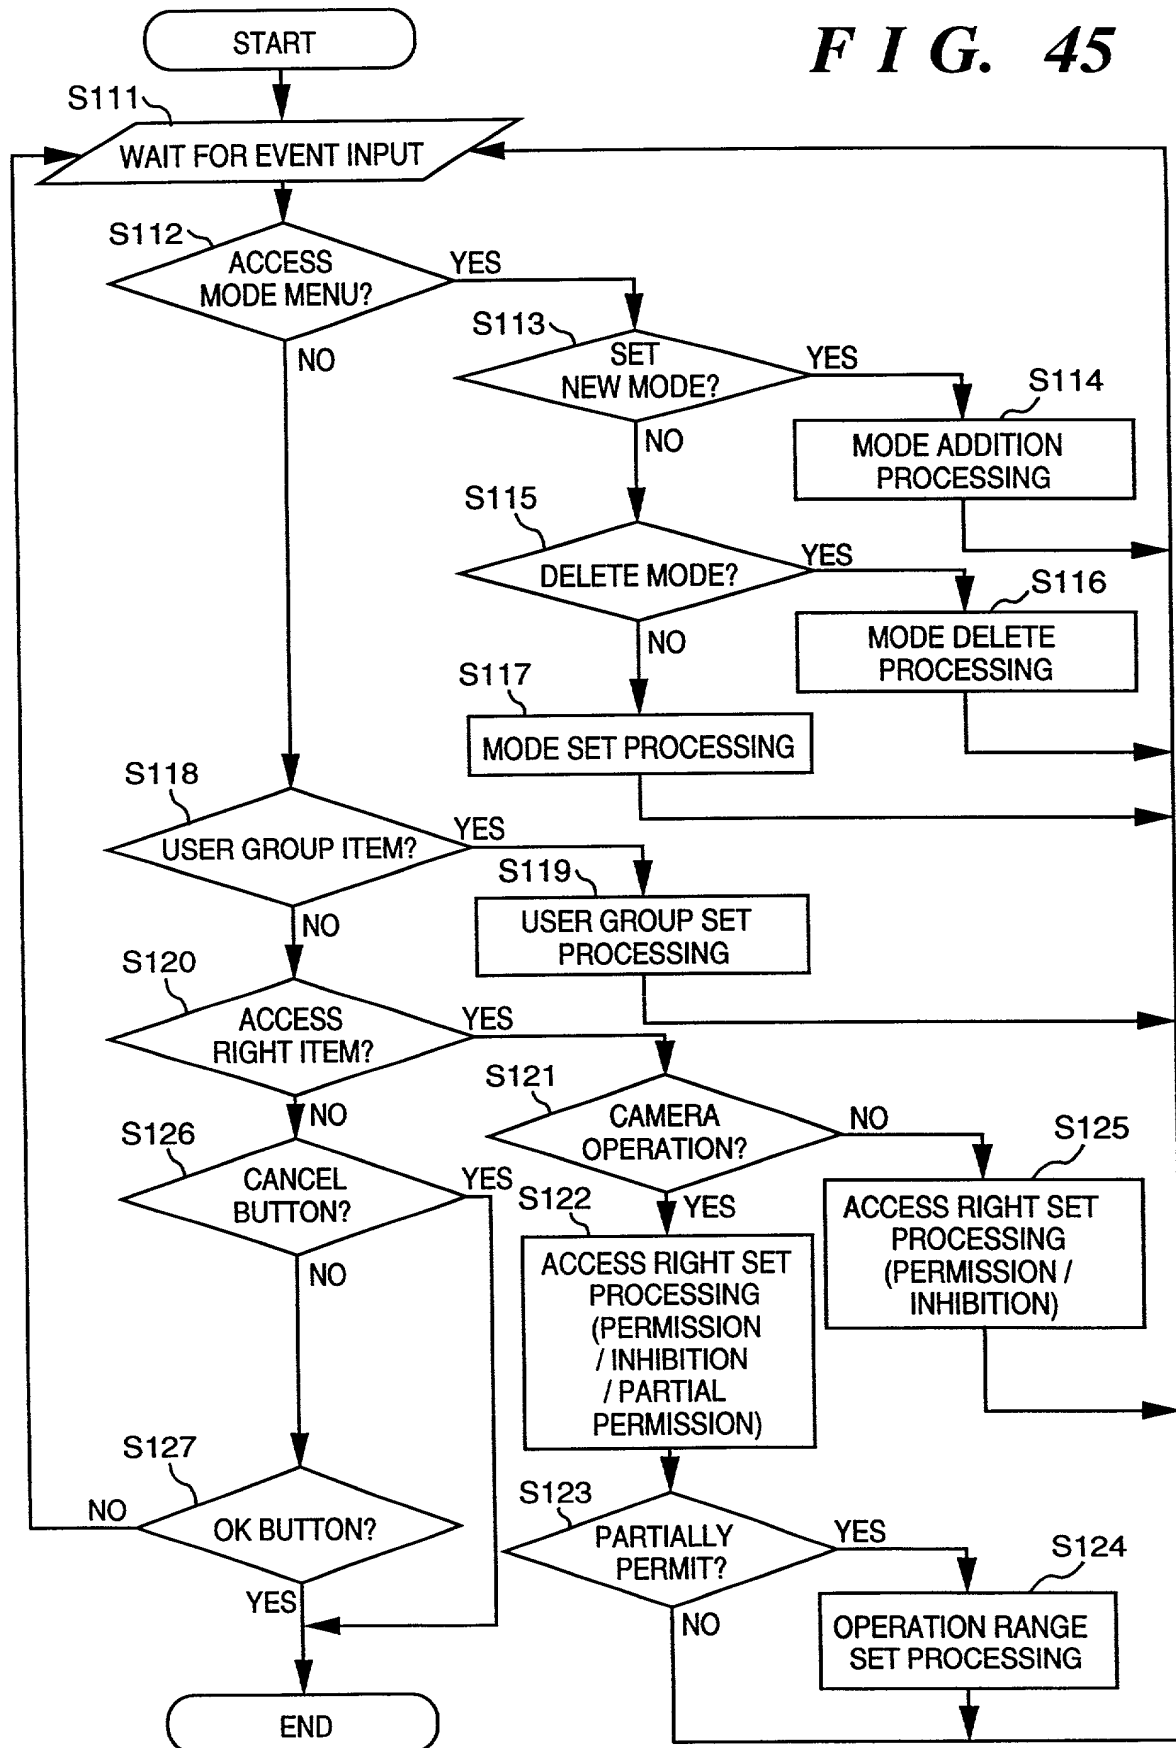 FIG. 45
START
S111
WAIT FOR EVENT INPUT
S112
ACCESS
MODE MENU?
YES
NO
S113
SET
NEW MODE?
YES
NO
S114
MODE ADDITION
PROCESSING
S115
DELETE MODE?
YES
NO
S116
MODE DELETE
PROCESSING
S117
MODE SET PROCESSING
S118
USER GROUP ITEM?
YES
NO
S119
USER GROUP SET
PROCESSING
S120
ACCESS
RIGHT ITEM?
YES
NO
S121
CAMERA
OPERATION?
NO
YES
S125
ACCESS RIGHT SET
PROCESSING
(PERMISSION /
INHIBITION)
S126
CANCEL
BUTTON?
YES
NO
S122
ACCESS RIGHT SET
PROCESSING
(PERMISSION
/ INHIBITION
/ PARTIAL
PERMISSION)
S127
OK BUTTON?
NO
YES
S123
PARTIALLY
PERMIT?
YES
NO
S124
OPERATION RANGE
SET PROCESSING
END